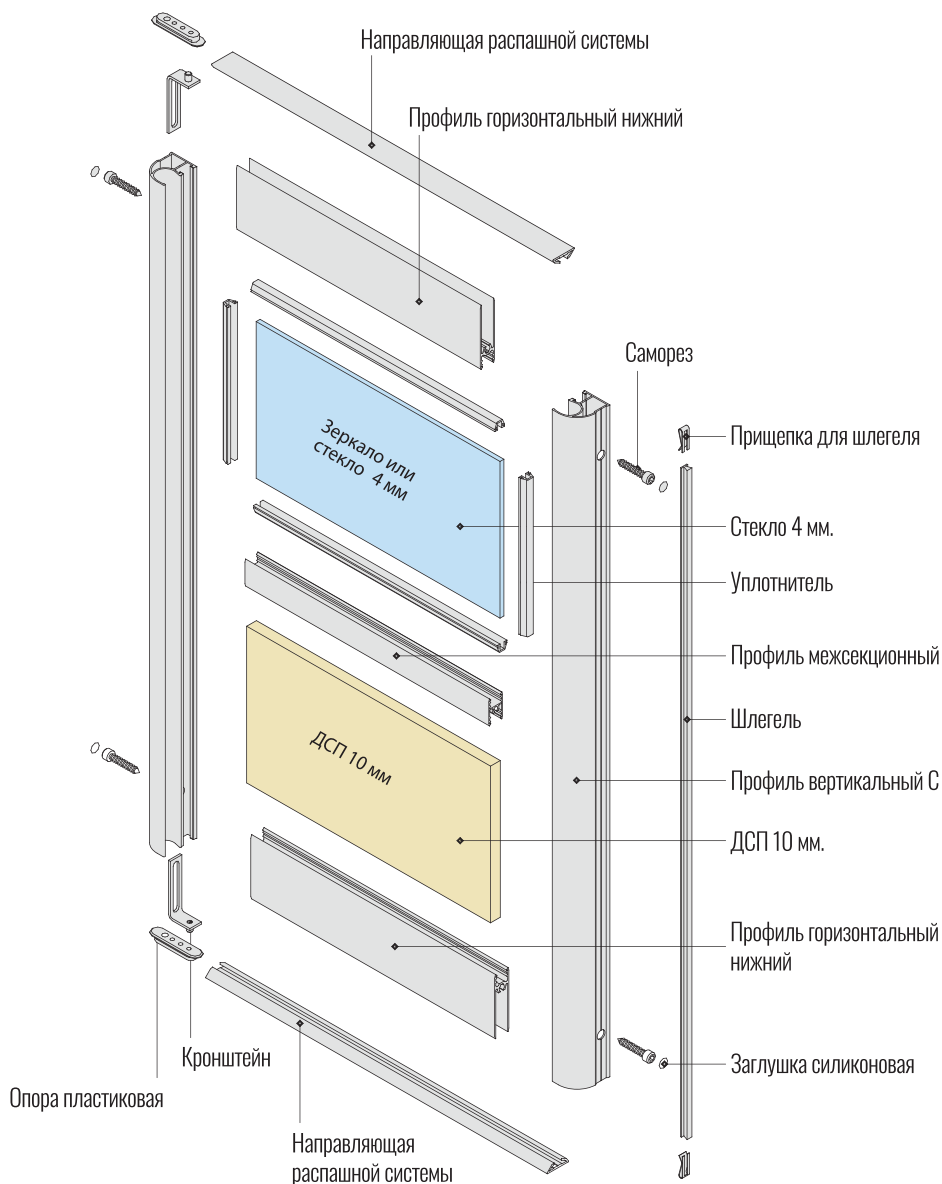 Направляющая распашной системы
Профиль горизонтальный нижний
Саморез
Прищепка для шлегеля
Зеркало или
стекло 4 мм
Стекло 4 мм.
Уплотнитель
Профиль межсекционный
Шлегель
ДСП 10 мм
Профиль вертикальный С
ДСП 10 мм.
Профиль горизонтальный
нижний
Кронштейн
Заглушка силиконовая
Опора пластиковая
Направляющая
распашной системы